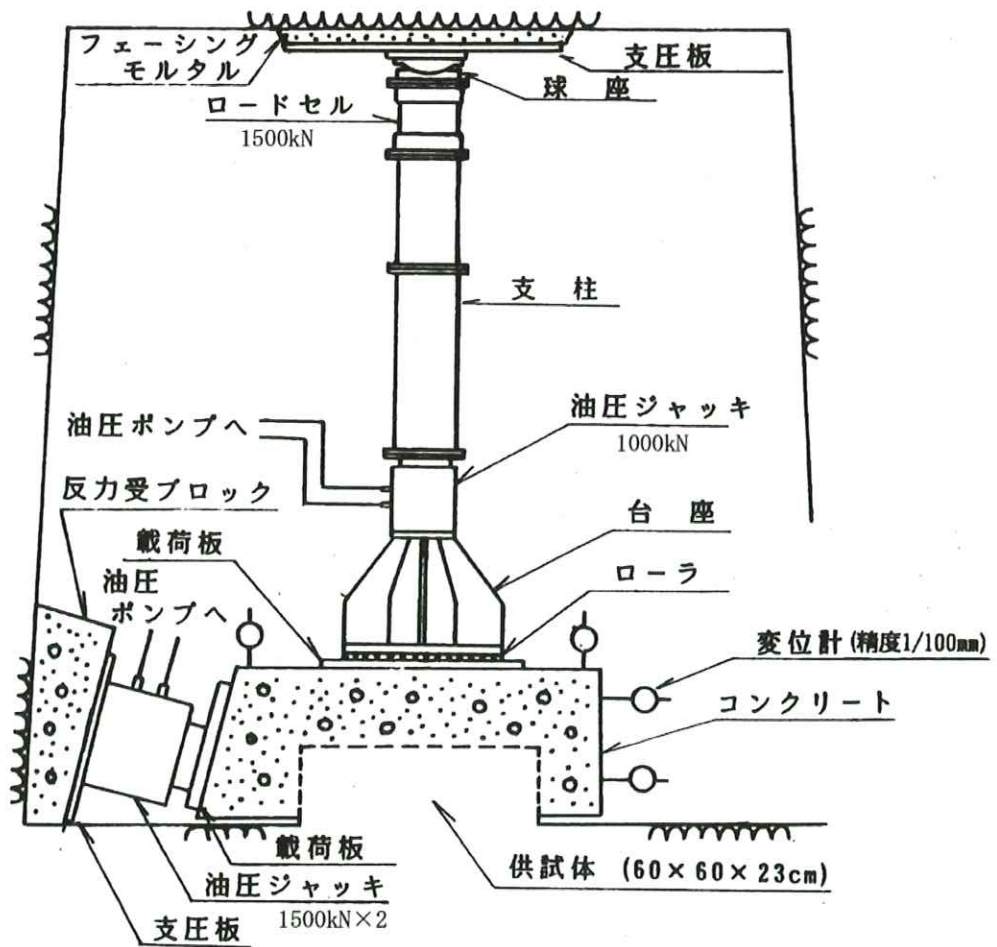 フェーシング
モルタル
支圧板
球座
ロードセル
1500kN
支柱
油圧ポンプへ
油圧ジャッキ
1000kN
反力受ブロック
台座
載荷板
ローラ
油圧
ポンプへ
変位計(精度1/100mm)
コンクリート
載荷板
供試体 (60×60×23cm)
油圧ジャッキ
1500kN×2
支圧板